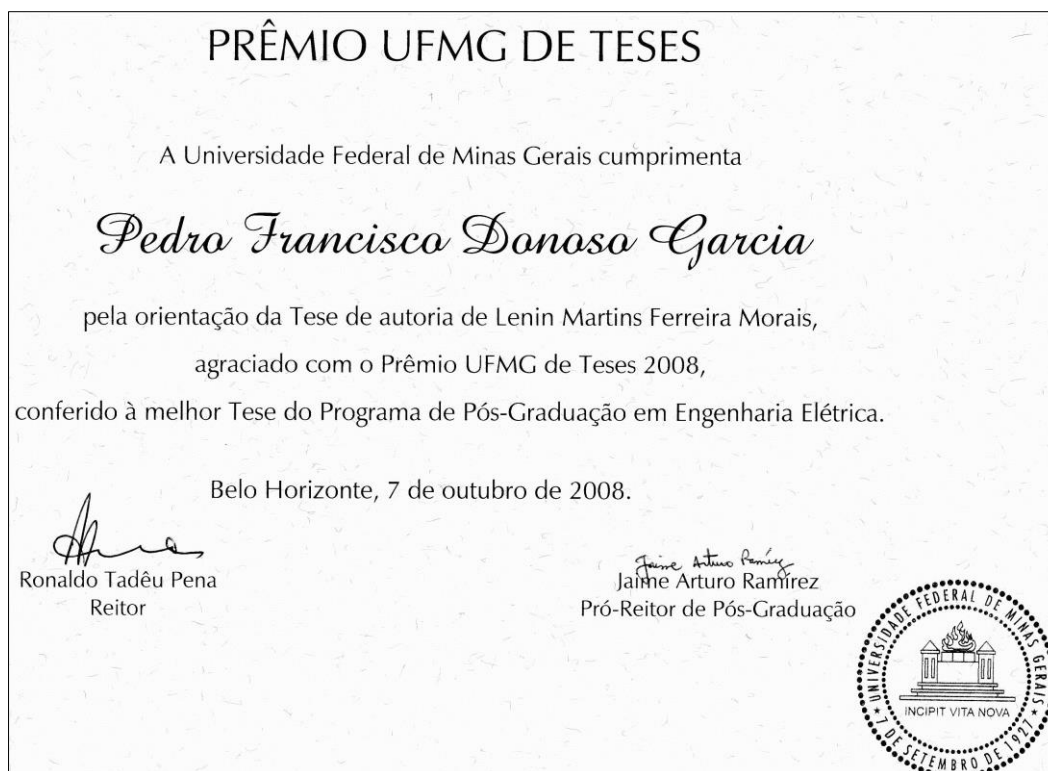 PRÊMIO UFMG DE TESES
A Universidade Federal de Minas Gerais cumprimenta
Pedro Francisco Donoso Garcia
pela orientação da Tese de autoria de Lenin Martins Ferreira Morais,
agraciado com o Prêmio UFMG de Teses 2008,
conferido à melhor Tese do Programa de Pós-Graduação em Engenharia Elétrica.
Belo Horizonte, 7 de outubro de 2008.
Ronaldo Tadêu Pena
Reitor
Jaime Arturo Ramírez
Jaime Arturo Ramírez
Pró-Reitor de Pós-Graduação
UNIVERSIDADE FEDERAL DE MINAS GERAIS
INCIPIT VITA NOVA
★ 7 DE SETEMBRO DE 1927 ★